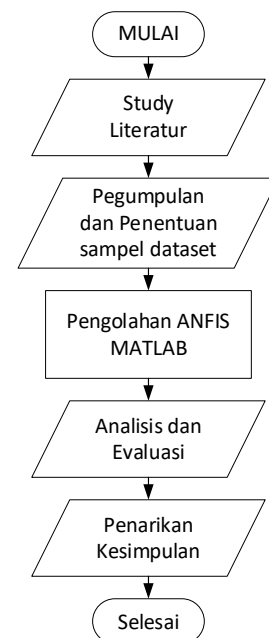 MULAI
Study
Literatur
Pegumpulan
dan Penentuan
sampel dataset
Pengolahan ANFIS
MATLAB
Analisis dan
Evaluasi
Penarikan
Kesimpulan
Selesai